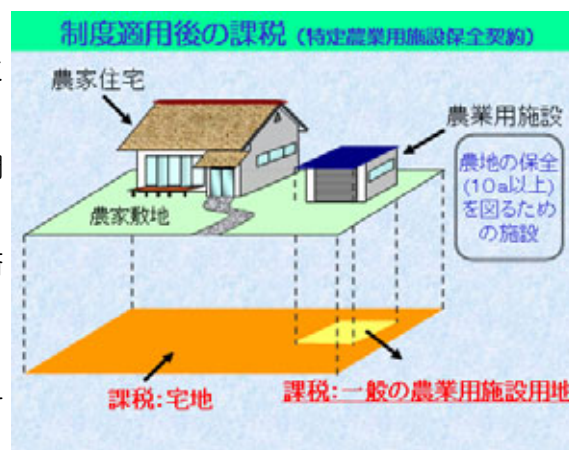 制度適用後の課税(特定農業用施設保全契約)
農家住宅
農業用施設
農地の保全
(10a以上)
を図るため
の施設
農家敷地
課税:宅地
課税:一般の農業用施設用地